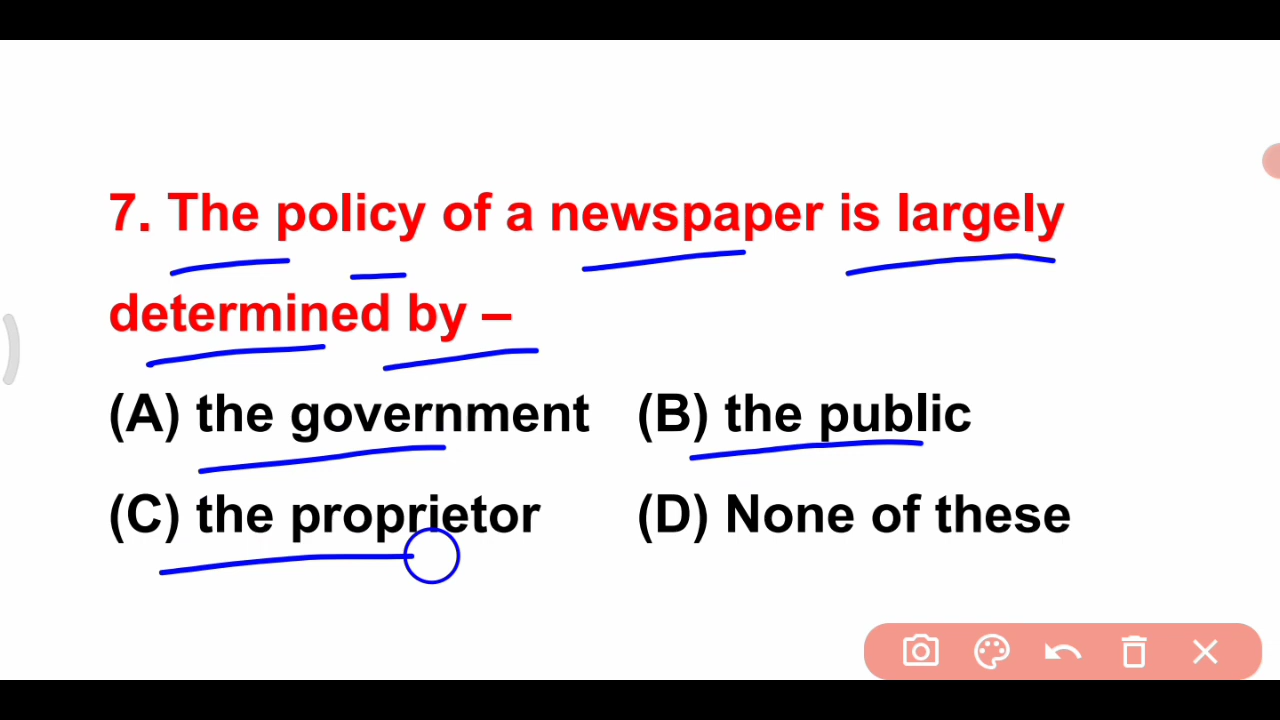 7. The policy of a newspaper is largely
determined by –
(A) the government (B) the public
(C) the proprietor (D) None of these